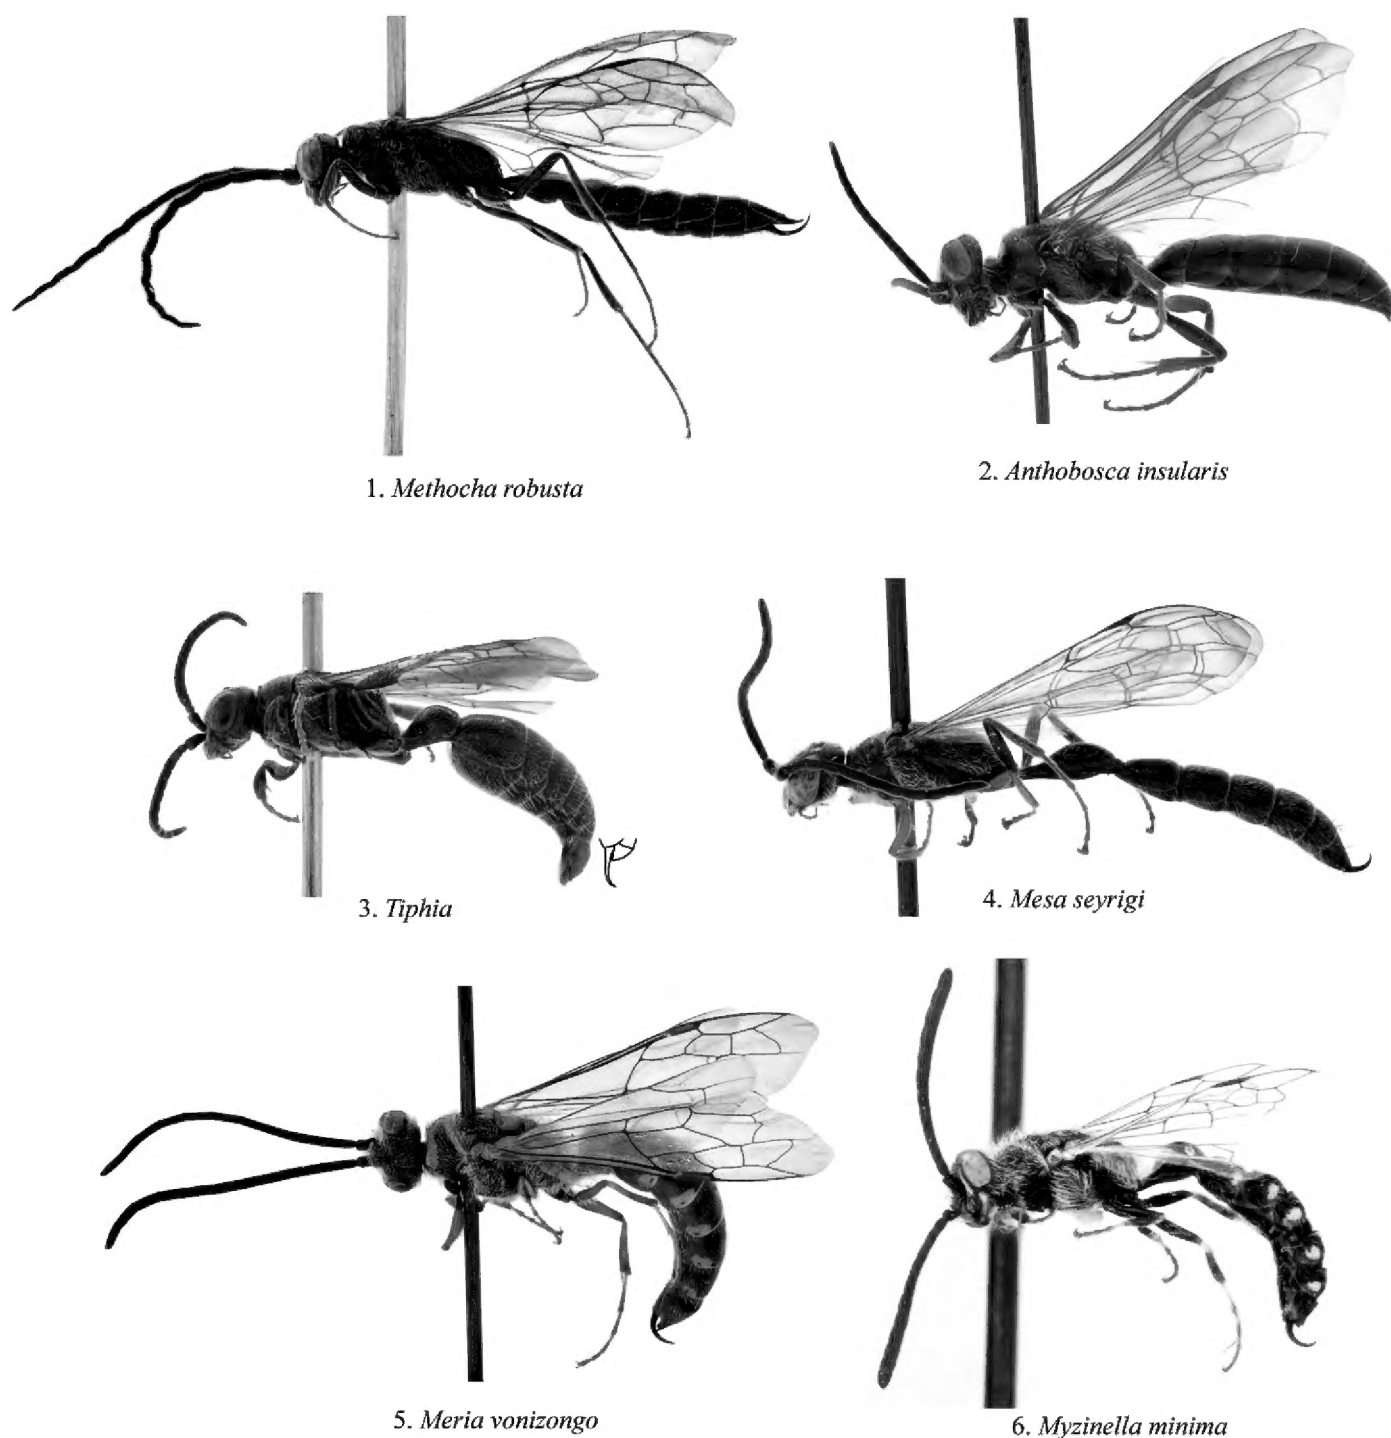 1. Methocha robusta
2. Anthobosca insularis
3. Tiphia
4. Mesa seyrigi
5. Meria vonizongo
6. Myzinella minima